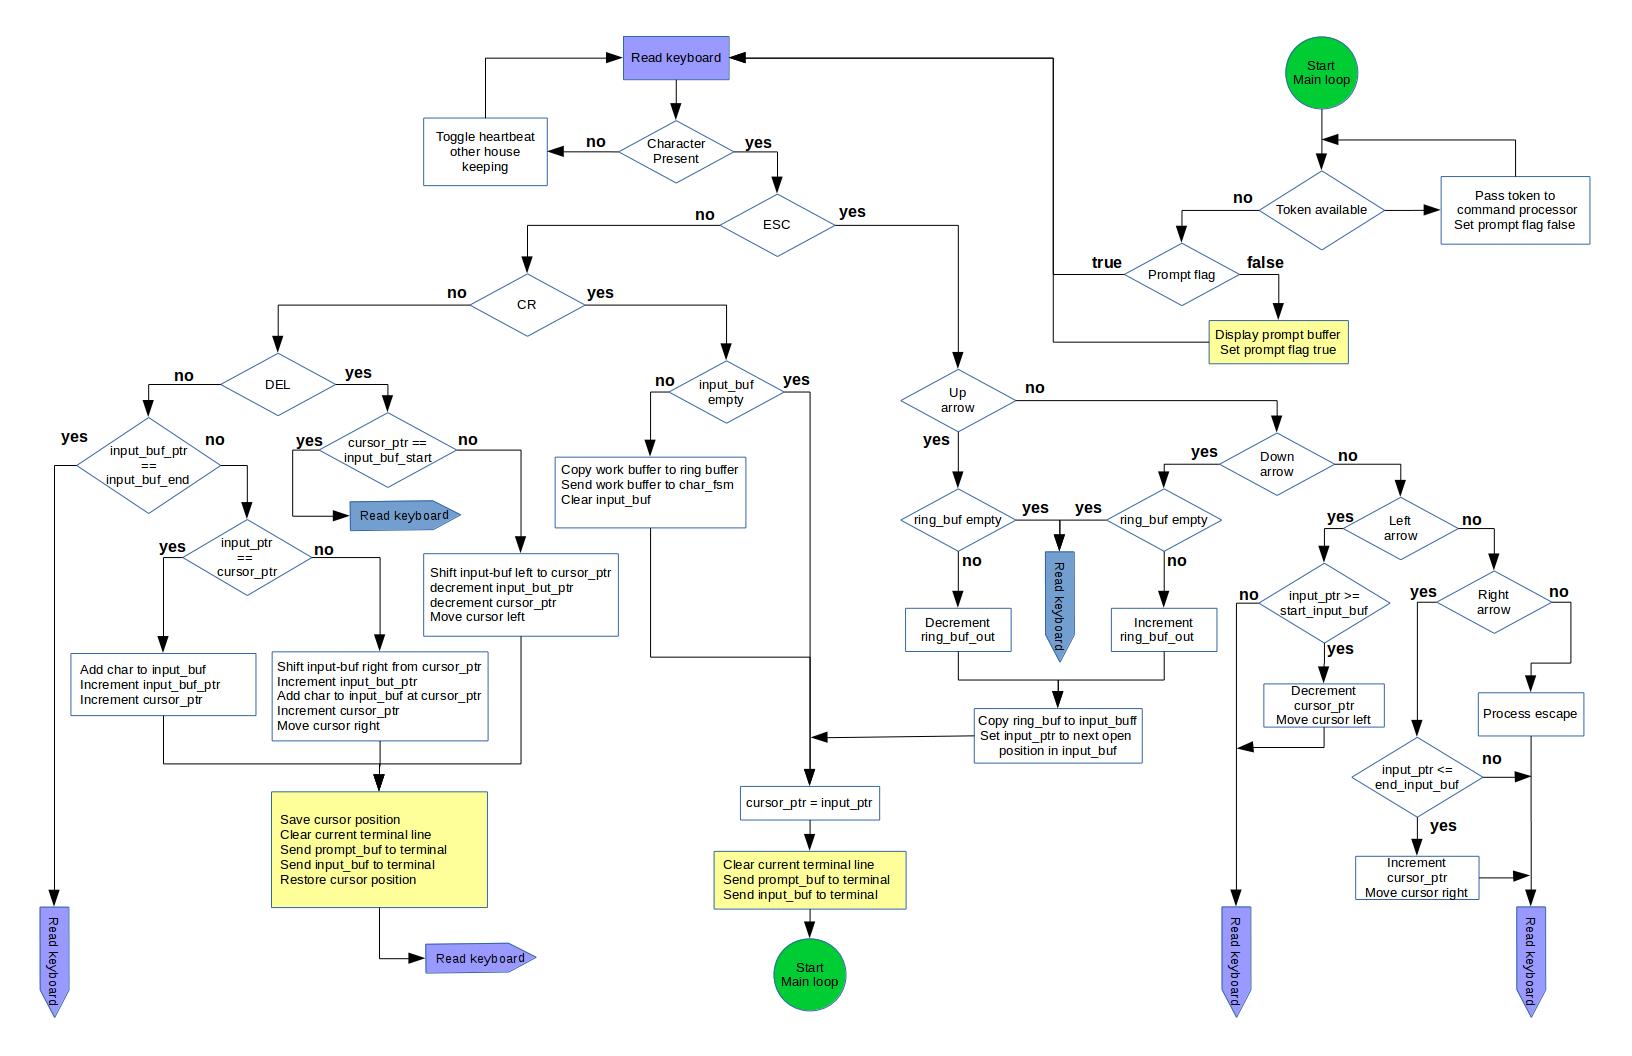 Read keyboard
Start
Main loop
Toggle heartbeat
other house
keeping
no
Character
Present
yes
no
Token available
Pass token to
command processor
Set prompt flag false
no
ESC
yes
true
Prompt flag
false
no
CR
yes
Display prompt buffer
Set prompt flag true
no
DEL
yes
no
input_buf
empty
yes
Up
arrow
no
yes
yes
input_buf_ptr
==
input_buf_end
no
yes
cursor_ptr ==
input_buf_start
no
Read keyboard
Copy work buffer to ring buffer
Send work buffer to char_fsm
Clear input_buf
yes
Down
arrow
no
ring_buf empty
yes
yes
ring_buf empty
no
no
Read keyboard
yes
Left
arrow
no
yes
input_ptr
==
cursor_ptr
no
Shift input-buf left to cursor_ptr
decrement input_but_ptr
decrement cursor_ptr
Move cursor left
Decrement
ring_buf_out
Increment
ring_buf_out
no
input_ptr >=
start_input_buf
yes
yes
Right
arrow
no
Add char to input_buf
Increment input_buf_ptr
Increment cursor_ptr
Shift input-buf right from cursor_ptr
Increment input_but_ptr
Add char to input_buf at cursor_ptr
Increment cursor_ptr
Move cursor right
Copy ring_buf to input_buff
Set input_ptr to next open
position in input_buf
Decrement
cursor_ptr
Move cursor left
Process escape
input_ptr <=
end_input_buf
no
yes
cursor_ptr = input_ptr
Save cursor position
Clear current terminal line
Send prompt_buf to terminal
Send input_buf to terminal
Restore cursor position
Clear current terminal line
Send prompt_buf to terminal
Send input_buf to terminal
Increment
cursor_ptr
Move cursor right
Read keyboard
Read keyboard
Start
Main loop
Read keyboard
Read keyboard